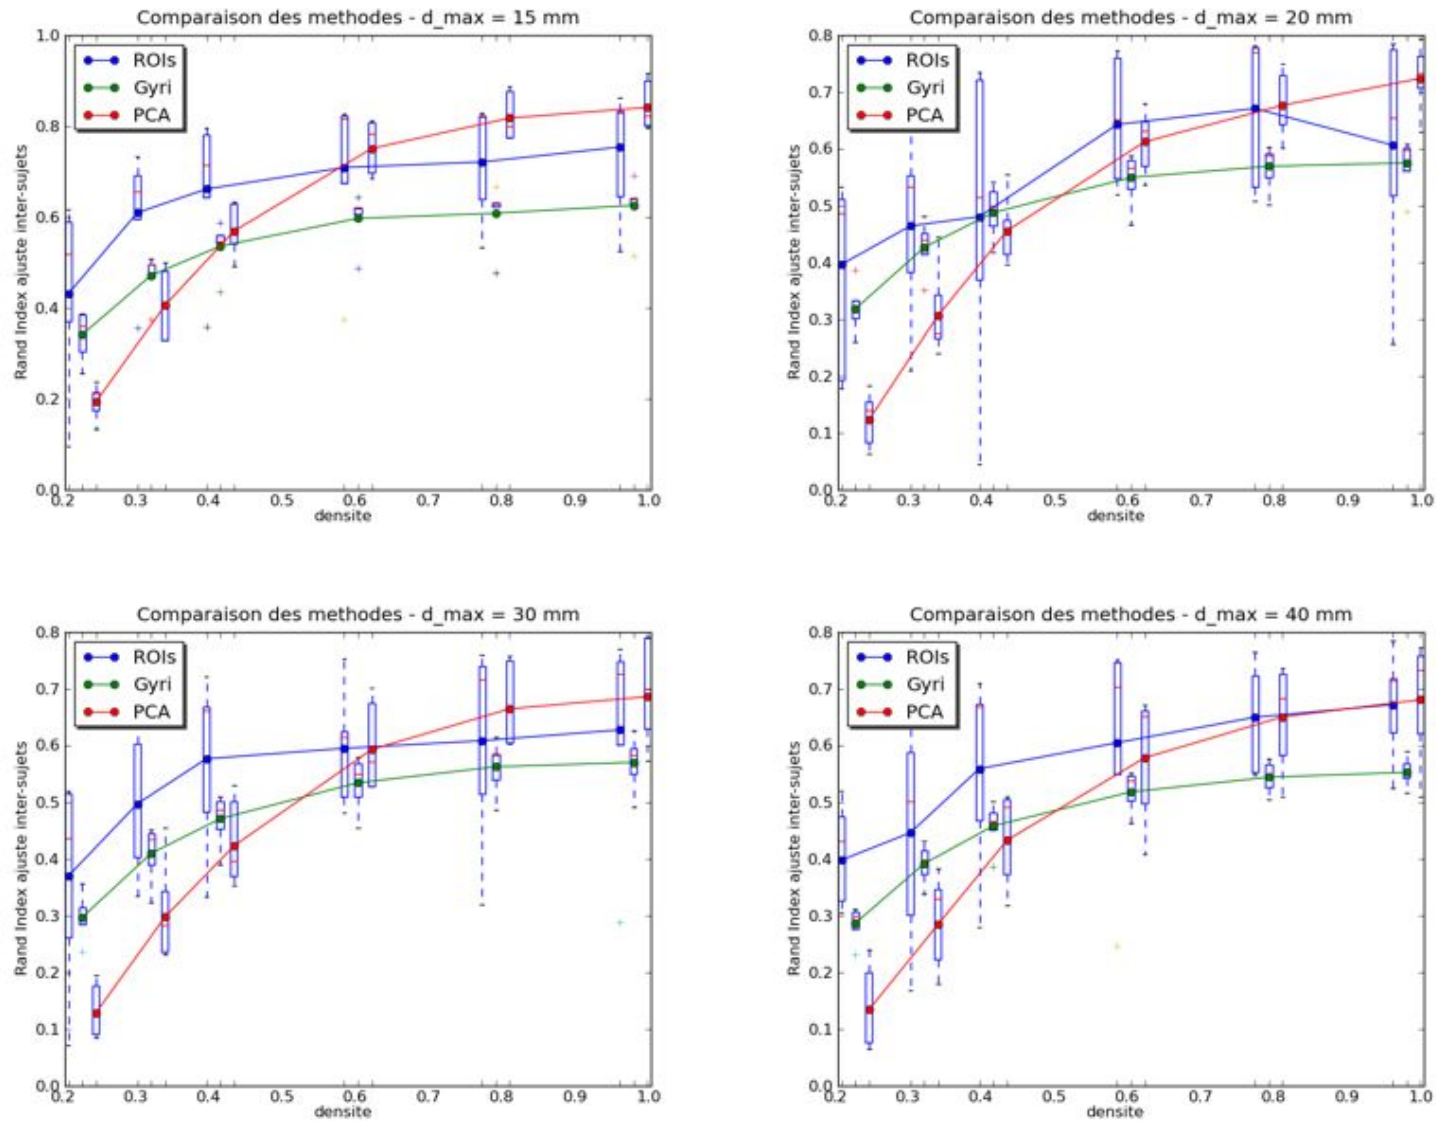 Comparaison des methodes - d_max = 15 mm
1.0
0.8
0.6
0.4
0.2
0.0
Rand Index ajuste inter-sujets
ROIs
Gyri
PCA
0.2 0.3 0.4 0.5 0.6 0.7 0.8 0.9 1.0
densite
Comparaison des methodes - d_max = 20 mm
0.8
0.7
0.6
0.5
0.4
0.3
0.2
0.1
0.0
Rand Index ajuste inter-sujets
ROIs
Gyri
PCA
0.2 0.3 0.4 0.5 0.6 0.7 0.8 0.9 1.0
densite
Comparaison des methodes - d_max = 30 mm
0.8
0.7
0.6
0.5
0.4
0.3
0.2
0.1
0.0
Rand Index ajuste inter-sujets
ROIs
Gyri
PCA
0.2 0.3 0.4 0.5 0.6 0.7 0.8 0.9 1.0
densite
Comparaison des methodes - d_max = 40 mm
0.8
0.7
0.6
0.5
0.4
0.3
0.2
0.1
0.0
Rand Index ajuste inter-sujets
ROIs
Gyri
PCA
0.2 0.3 0.4 0.5 0.6 0.7 0.8 0.9 1.0
densite